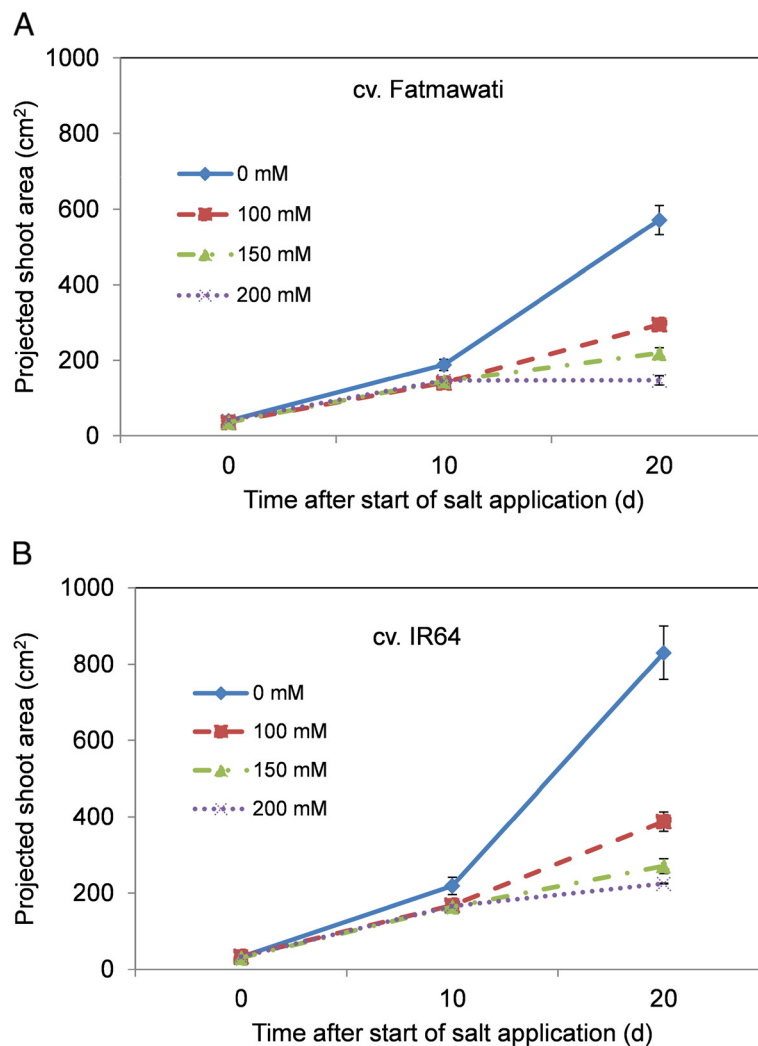 A
1000
800
600
400
200
0
Projected shoot area (cm²)
cv. Fatmawati
0 mM
100 mM
150 mM
200 mM
0 10 20
Time after start of salt application (d)
B
1000
800
600
400
200
0
Projected shoot area (cm²)
cv. IR64
0 mM
100 mM
150 mM
200 mM
0 10 20
Time after start of salt application (d)